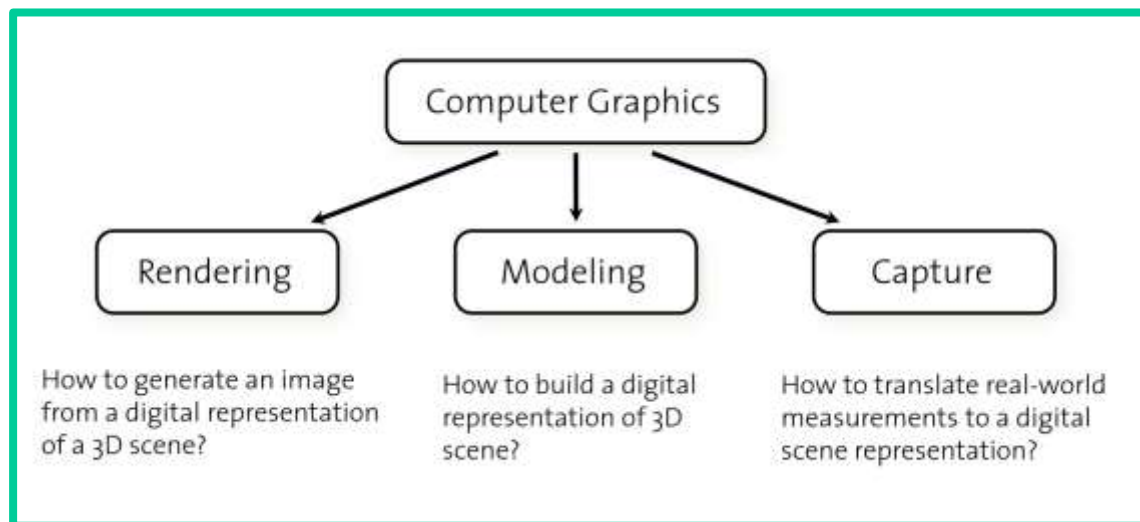 Computer Graphics
Rendering
Modeling
Capture
How to generate an image
from a digital representation
of a 3D scene?
How to build a digital
representation of 3D
scene?
How to translate real-world
measurements to a digital
scene representation?